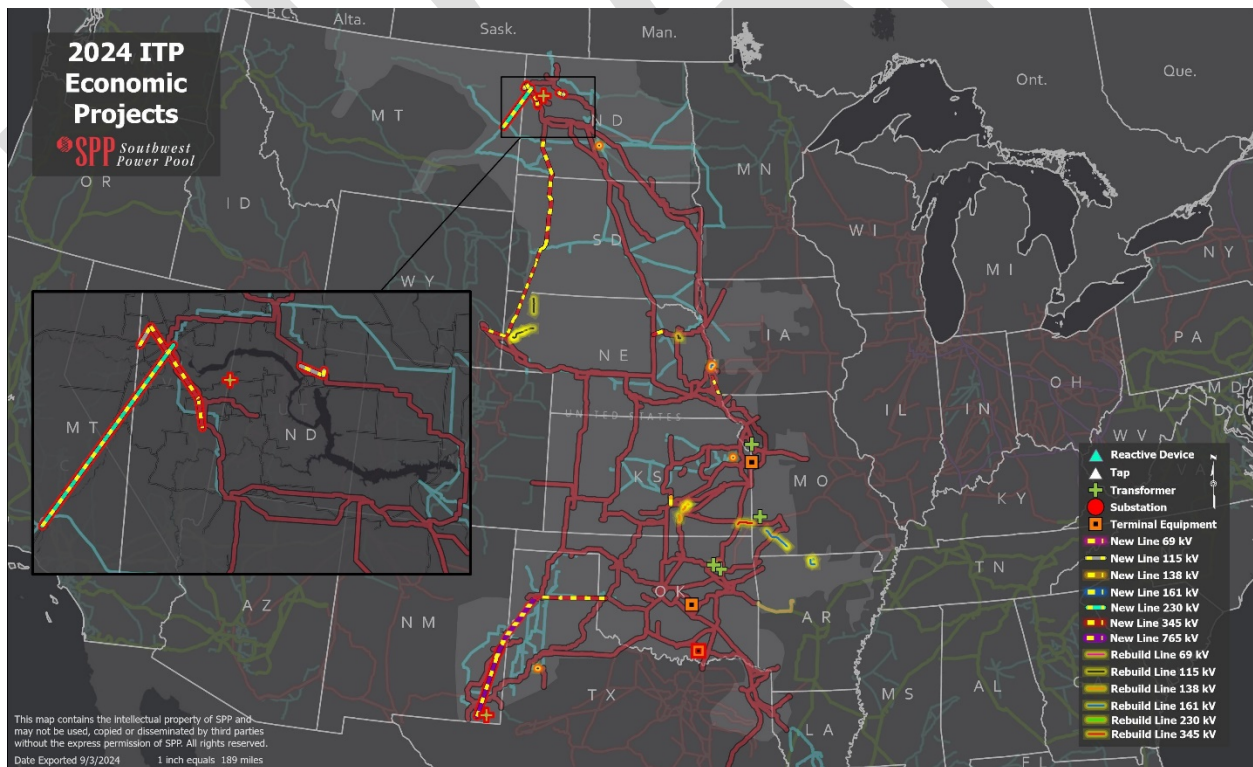 2024 ITP
Economic
Projects
SPP Southwest
Power Pool
B.C.
Alta.
Sask.
Man.
Ont.
Que.
MT
ND
MN
OR
ID
WY
SD
WI
MI
NY
IA
PA
NE
OH
MD
D.C.
IL
IN
WV
UNITED STATES
KS
MO
KY
VA
OK
TN
AR
AZ
NM
TX
MS
AL
LA
FL
MT
ND
Reactive Device
Tap
Transformer
Substation
Terminal Equipment
New Line 69 kV
New Line 115 kV
New Line 138 kV
New Line 161 kV
New Line 230 kV
New Line 345 kV
New Line 765 kV
Rebuild Line 69 kV
Rebuild Line 115 kV
Rebuild Line 138 kV
Rebuild Line 161 kV
Rebuild Line 230 kV
Rebuild Line 345 kV
This map contains the intellectual property of SPP and
may not be used, copied or disseminated by third parties
without the express permission of SPP. All rights reserved.
Date Exported 9/3/2024 1 inch equals 189 miles